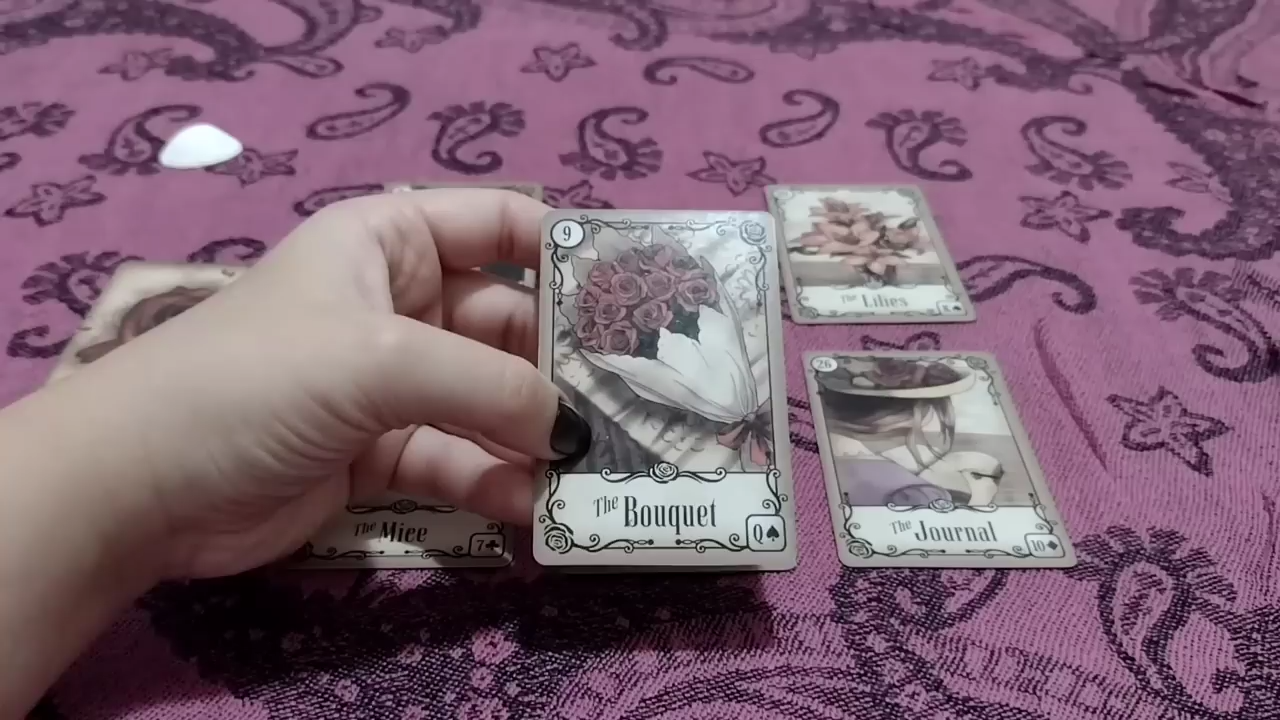 9
The Bouquet
Q♠
The Lilies
K♠
26
The Journal
10♦
The Mice
7♣